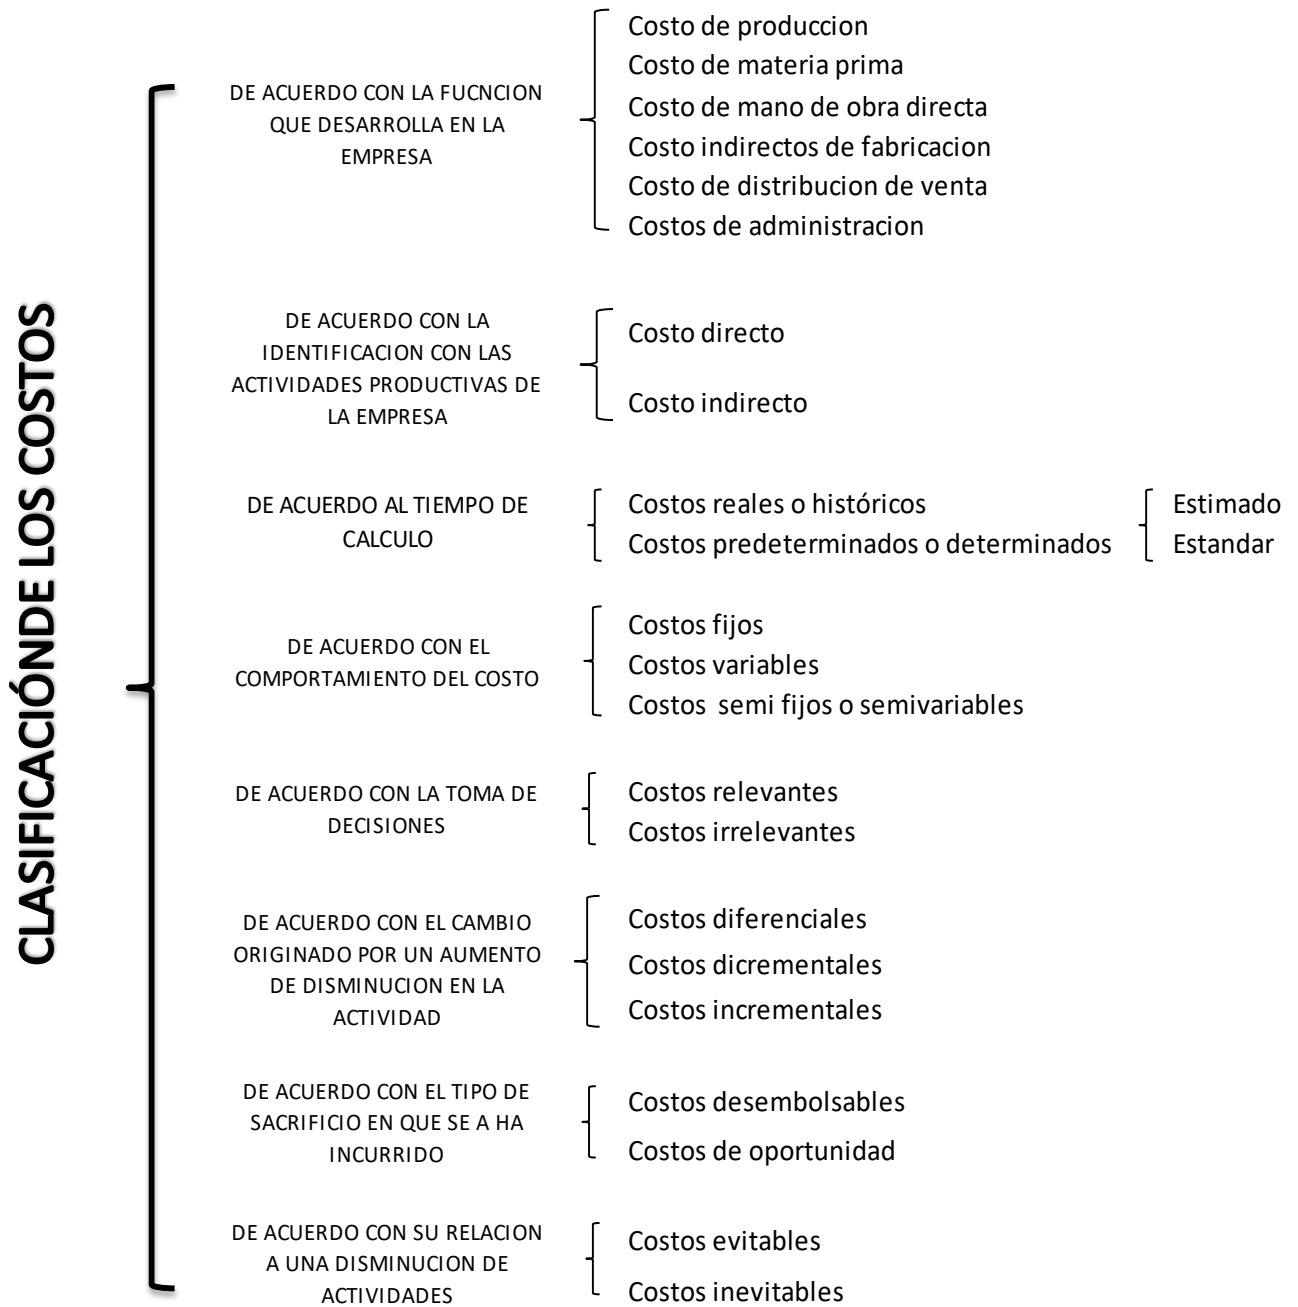 CLASIFICACIÓNDE LOS COSTOS
DE ACUERDO CON LA FUCNCION
QUE DESARROLLA EN LA
EMPRESA
Costo de produccion
Costo de materia prima
Costo de mano de obra directa
Costo indirectos de fabricacion
Costo de distribucion de venta
Costos de administracion
DE ACUERDO CON LA
IDENTIFICACION CON LAS
ACTIVIDADES PRODUCTIVAS DE
LA EMPRESA
Costo directo
Costo indirecto
DE ACUERDO AL TIEMPO DE
CALCULO
Costos reales o históricos
Costos predeterminados o determinados
Estimado
Estandar
DE ACUERDO CON EL
COMPORTAMIENTO DEL COSTO
Costos fijos
Costos variables
Costos  semi fijos o semivariables
DE ACUERDO CON LA TOMA DE
DECISIONES
Costos relevantes
Costos irrelevantes
DE ACUERDO CON EL CAMBIO
ORIGINADO POR UN AUMENTO
DE DISMINUCION EN LA
ACTIVIDAD
Costos diferenciales
Costos dicrementales
Costos incrementales
DE ACUERDO CON EL TIPO DE
SACRIFICIO EN QUE SE A HA
INCURRIDO
Costos desembolsables
Costos de oportunidad
DE ACUERDO CON SU RELACION
A UNA DISMINUCION DE
ACTIVIDADES
Costos evitables
Costos inevitables